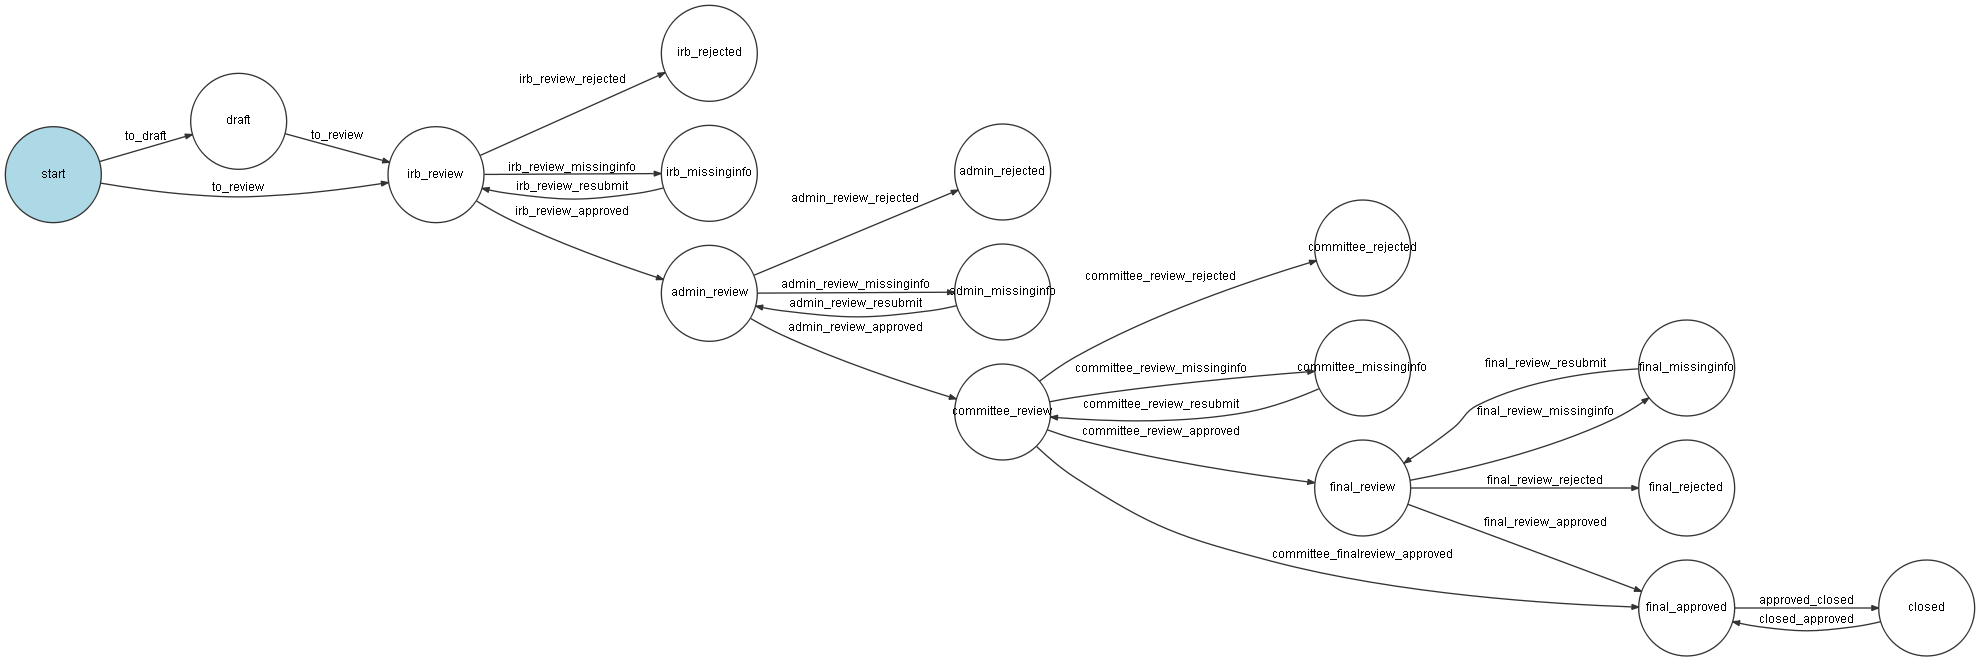 irb_rejected
irb_review_rejected
draft
to_draft
to_review
start
to_review
irb_review
irb_review_missinginfo
irb_review_resubmit
irb_missinginfo
irb_review_approved
admin_rejected
admin_review_rejected
admin_review
admin_review_missinginfo
admin_review_resubmit
admin_missinginfo
admin_review_approved
committee_rejected
committee_review_rejected
committee_review_missinginfo
committee_missinginfo
committee_review_resubmit
committee_review
committee_review_approved
final_review_resubmit
final_missinginfo
final_review_missinginfo
final_review
final_review_rejected
final_rejected
final_review_approved
committee_finalreview_approved
final_approved
approved_closed
closed_approved
closed